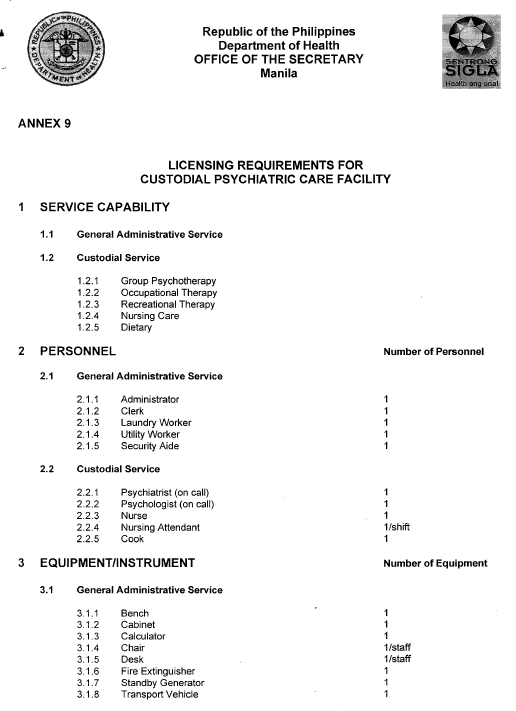 REPUBLIC OF THE PHILIPPINES
DEPARTMENT OF HEALTH
Republic of the Philippines
Department of Health
OFFICE OF THE SECRETARY
Manila
SENTRONG
SIGLA
Health ang una!
ANNEX 9
LICENSING REQUIREMENTS FOR
CUSTODIAL PSYCHIATRIC CARE FACILITY
1 SERVICE CAPABILITY
1.1 General Administrative Service
1.2 Custodial Service
1.2.1 Group Psychotherapy
1.2.2 Occupational Therapy
1.2.3 Recreational Therapy
1.2.4 Nursing Care
1.2.5 Dietary
2 PERSONNEL Number of Personnel
2.1 General Administrative Service
2.1.1 Administrator 1
2.1.2 Clerk 1
2.1.3 Laundry Worker 1
2.1.4 Utility Worker 1
2.1.5 Security Aide 1
2.2 Custodial Service
2.2.1 Psychiatrist (on call) 1
2.2.2 Psychologist (on call) 1
2.2.3 Nurse 1
2.2.4 Nursing Attendant 1/shift
2.2.5 Cook 1
3 EQUIPMENT/INSTRUMENT Number of Equipment
3.1 General Administrative Service
3.1.1 Bench 1
3.1.2 Cabinet 1
3.1.3 Calculator 1
3.1.4 Chair 1/staff
3.1.5 Desk 1/staff
3.1.6 Fire Extinguisher 1
3.1.7 Standby Generator 1
3.1.8 Transport Vehicle 1